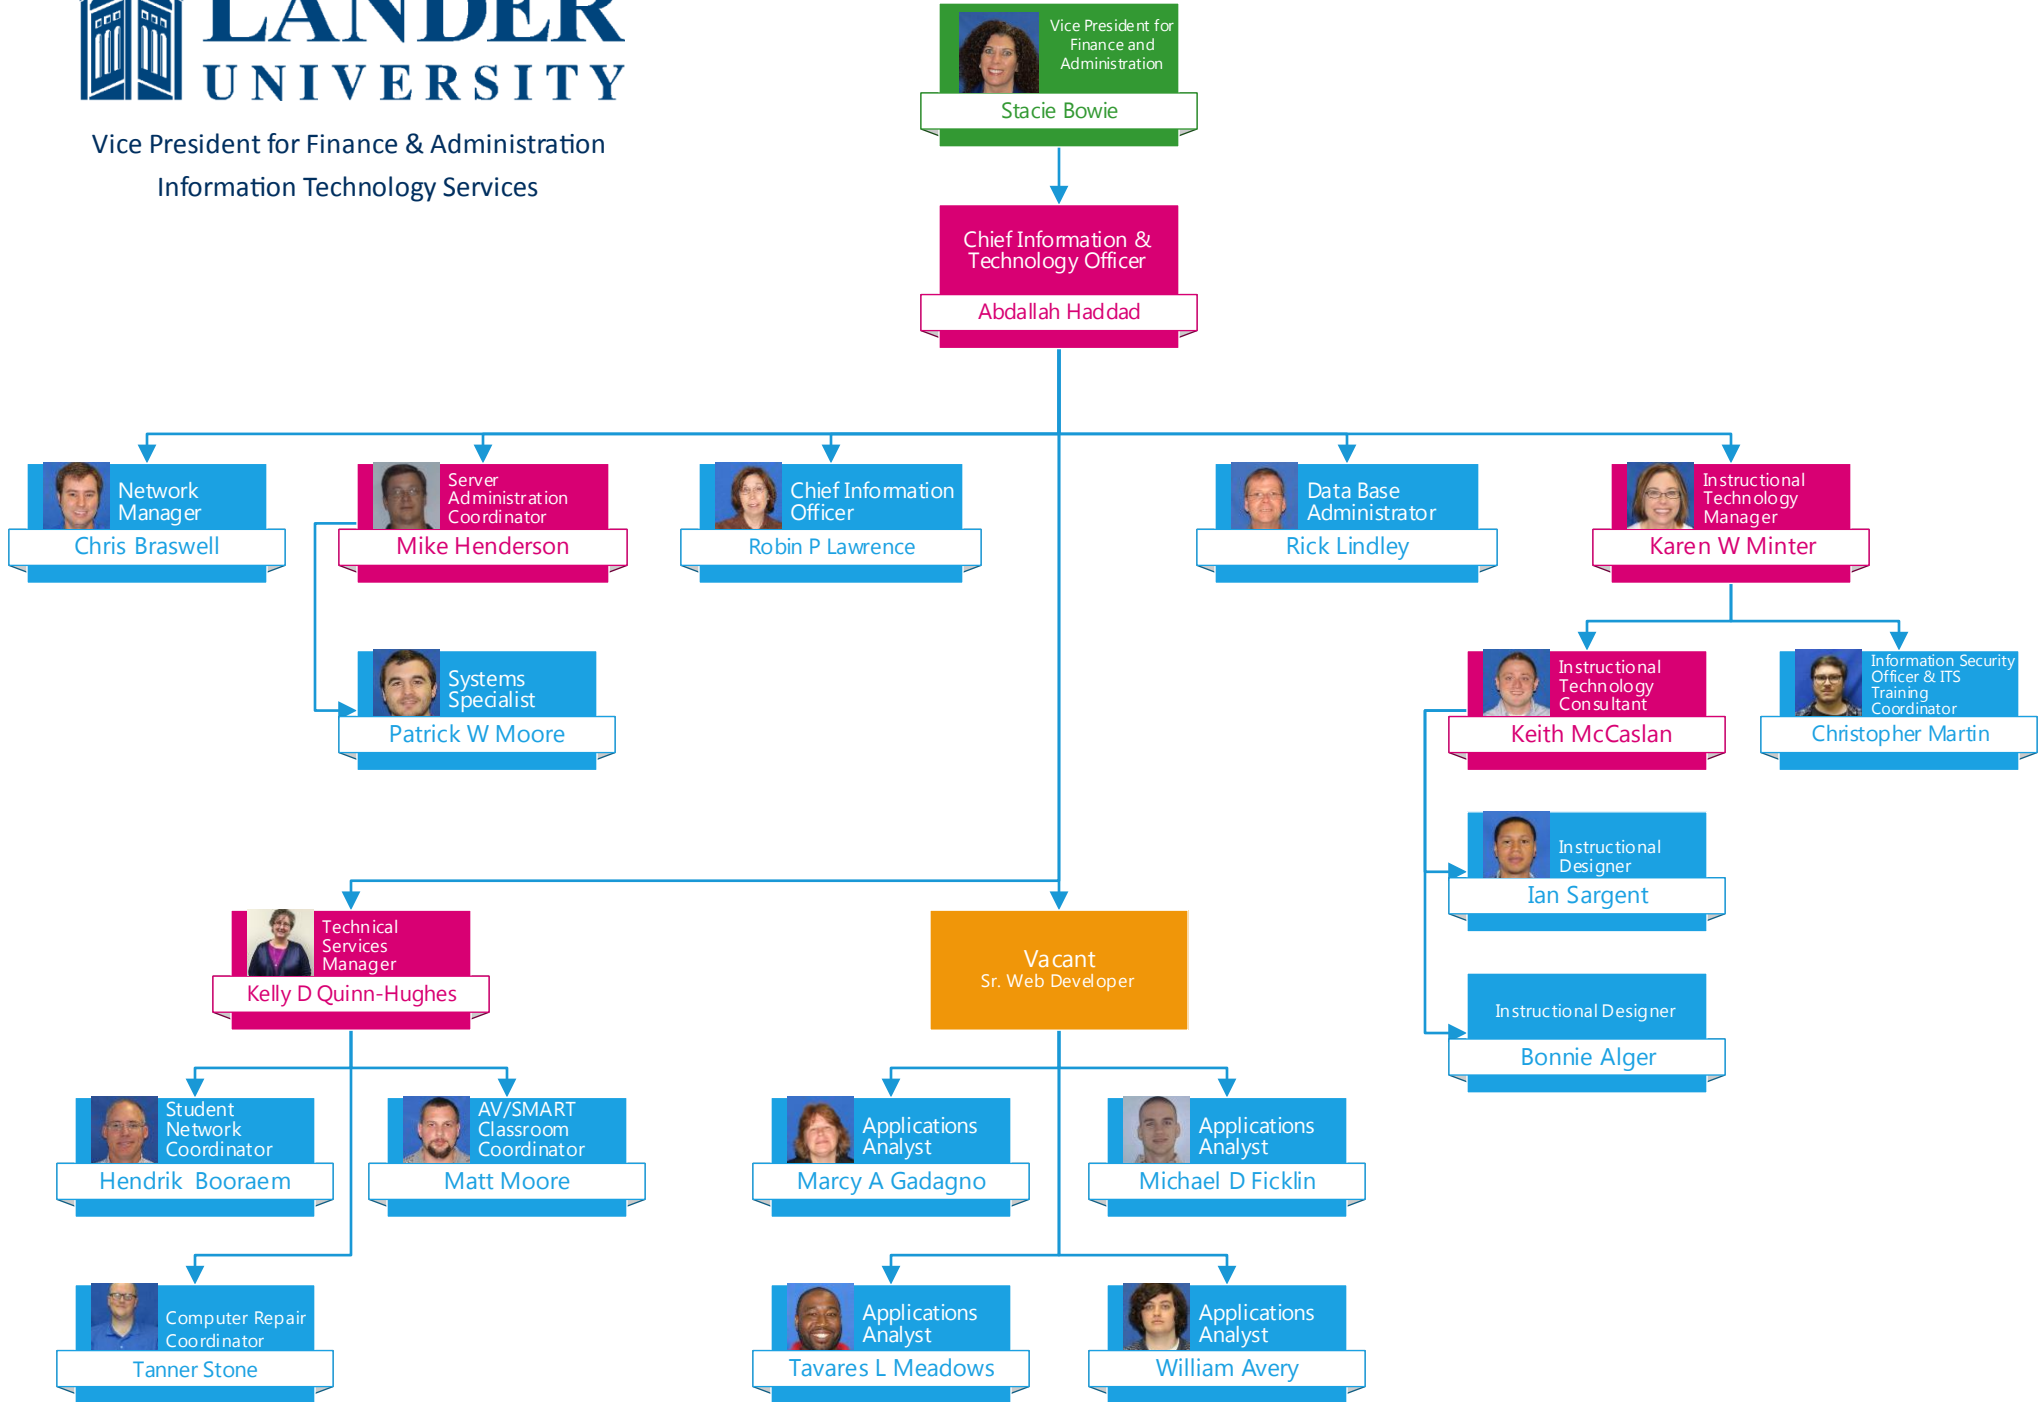 LANDER
UNIVERSITY
Vice President for Finance & Administration
Information Technology Services
Vice President for
Finance and
Administration
Stacie Bowie
Chief Information &
Technology Officer
Abdallah Haddad
Network
Manager
Chris Braswell
Server
Administration
Coordinator
Mike Henderson
Chief Information
Officer
Robin P Lawrence
Data Base
Administrator
Rick Lindley
Instructional
Technology
Manager
Karen W Minter
Systems
Specialist
Patrick W Moore
Instructional
Technology
Consultant
Keith McCaslan
Information Security
Officer & ITS
Training
Coordinator
Christopher Martin
Instructional
Designer
Ian Sargent
Instructional Designer
Bonnie Alger
Technical
Services
Manager
Kelly D Quinn-Hughes
Vacant
Sr. Web Developer
Student
Network
Coordinator
Hendrik Booraem
AV/SMART
Classroom
Coordinator
Matt Moore
Applications
Analyst
Marcy A Gadagno
Applications
Analyst
Michael D Ficklin
Computer Repair
Coordinator
Tanner Stone
Applications
Analyst
Tavares L Meadows
Applications
Analyst
William Avery